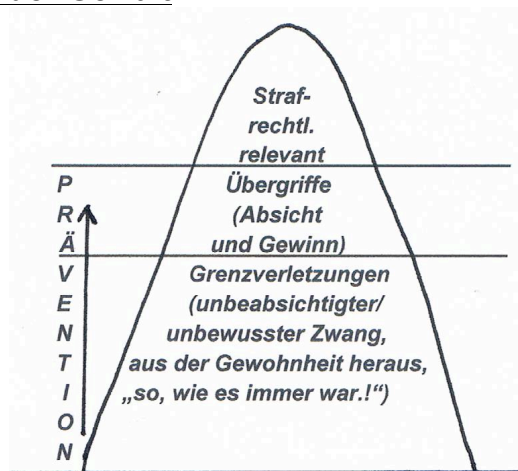 Straf-
rechtl.
relevant
Übergriffe
(Absicht
und Gewinn)
Grenzverletzungen
(unbeabsichtigter/
unbewusster Zwang,
aus der Gewohnheit heraus,
„so, wie es immer war.!“)
PRÄVENTION